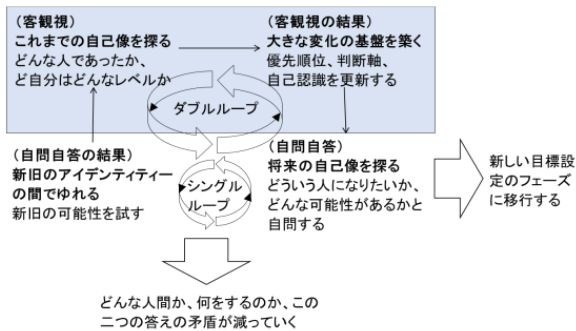 （客観視）
これまでの自己像を探る
どんな人であったか、
ど自分はどんなレベルか
（客観視の結果）
大きな変化の基盤を築く
優先順位、判断軸、
自己認識を更新する
ダブルループ
（自問自答の結果）
新旧のアイデンティティー
の間でゆれる
新旧の可能性を試す
シングル
ループ
（自問自答）
将来の自己像を探る
どういう人になりたいか、
どんな可能性があるかと
自問する
新しい目標設
定のフェーズ
に移行する
どんな人間か、何をするのか、この
二つの答えの矛盾が減っていく